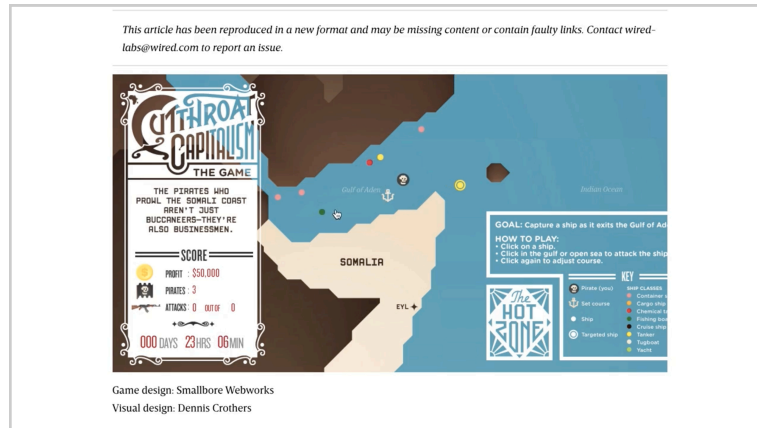 This article has been reproduced in a new format and may be missing content or contain faulty links. Contact wired-
labs@wired.com to report an issue.
CUTTHROAT
CAPITALISM
THE GAME
THE PIRATES WHO
PROWL THE SOMALI COAST
AREN'T JUST
BUCCANEERS—THEY'RE
ALSO BUSINESSMEN.
SCORE
PROFIT : $50,000
PIRATES : 3
ATTACKS : 0 OUT OF 0
000 DAYS 23 HRS 06 MIN
Gulf of Aden
Indian Ocean
SOMALIA
EYL
GOAL: Capture a ship as it exits the Gulf of Ad
HOW TO PLAY:
• Click on a ship.
• Click in the gulf or open sea to attack the ship
• Click again to adjust course.
The
HOT
ZONE
KEY
Pirate (you)
Set course
Ship
Targeted ship
SHIP CLASSES
Container s
Cargo ship
Chemical ta
Fishing boa
Cruise ship
Tanker
Tugboat
Yacht
Game design: Smallbore Webworks
Visual design: Dennis Crothers